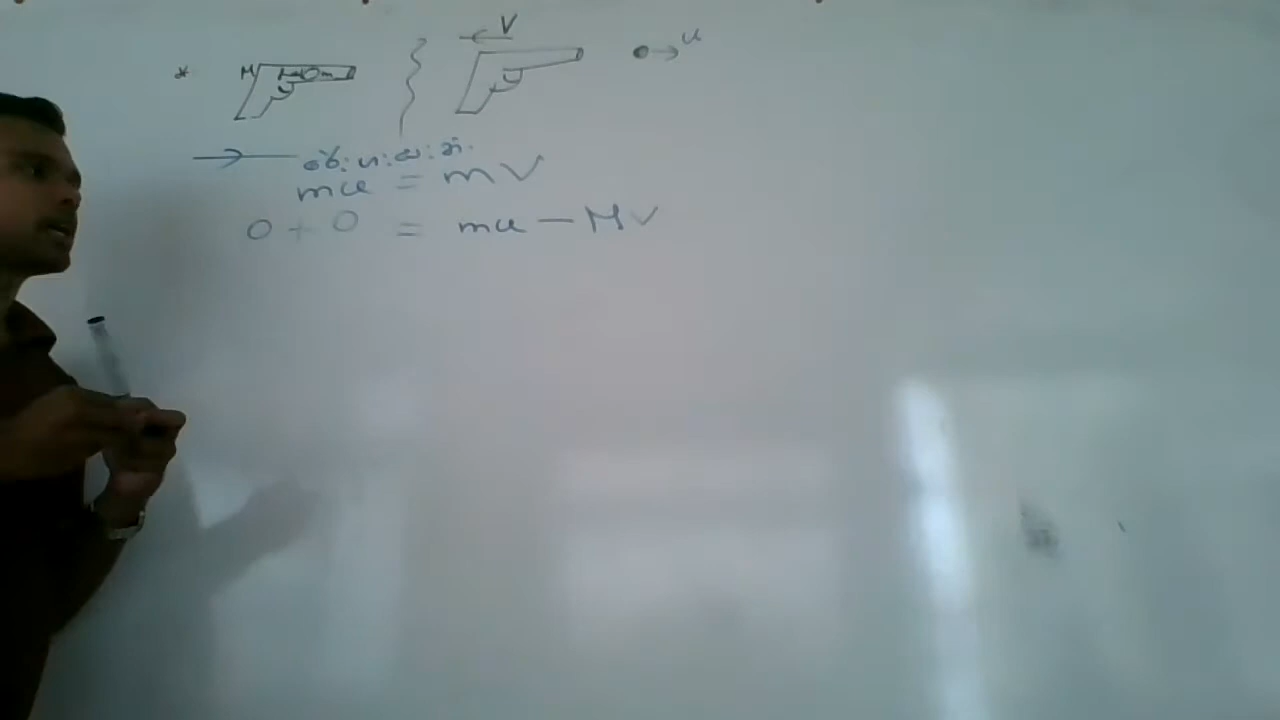 V
u
* M m
mu = mV
0 + 0 = mu — Mv